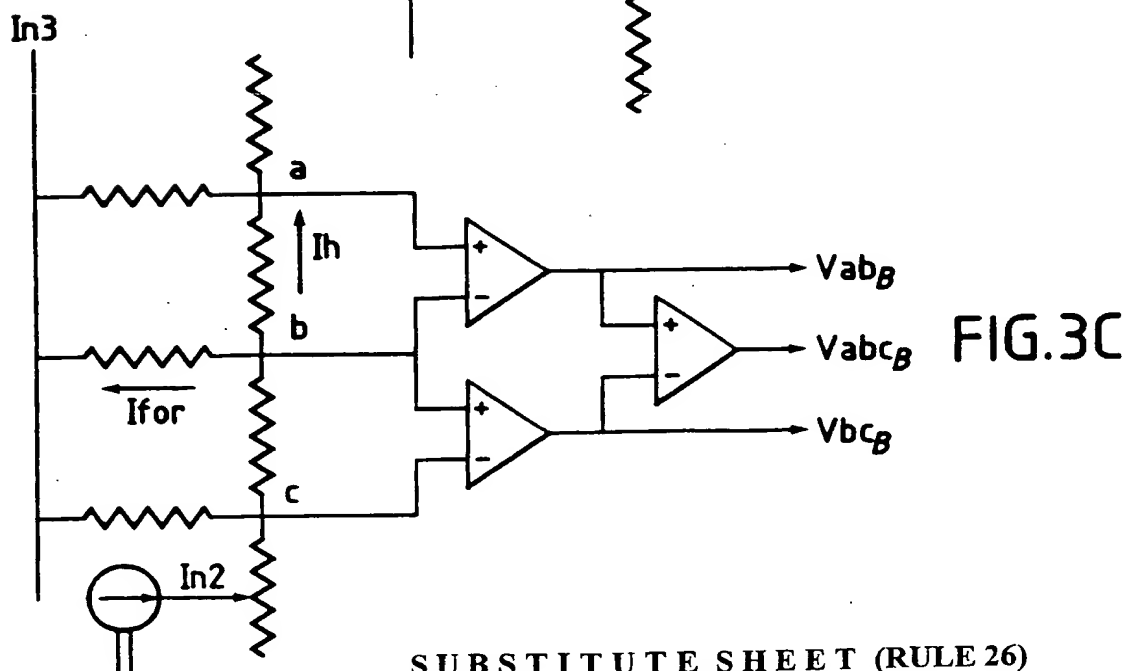 In3
a
Ih
+
−
Vab_B
b
+
−
Vabc_B
FIG.3C
Ifor
+
−
Vbc_B
c
In2
SUBSTITUTE SHEET (RULE 26)